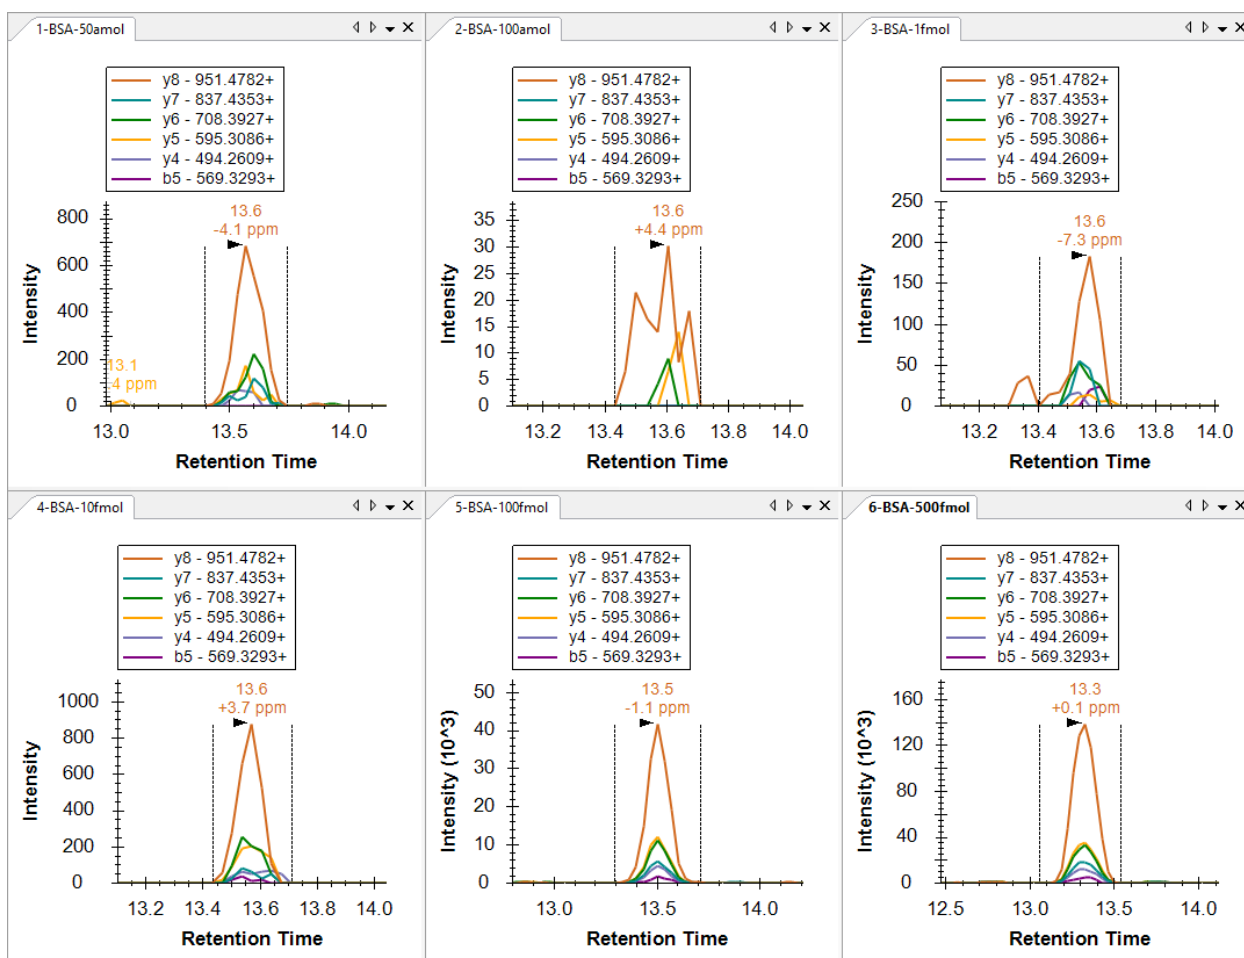 1-BSA-50amol
y8 - 951.4782+
y7 - 837.4353+
y6 - 708.3927+
y5 - 595.3086+
y4 - 494.2609+
b5 - 569.3293+
13.6
-4.1 ppm
13.1
-4 ppm
Intensity
800
600
400
200
0
13.0 13.5 14.0
Retention Time
2-BSA-100amol
y8 - 951.4782+
y7 - 837.4353+
y6 - 708.3927+
y5 - 595.3086+
y4 - 494.2609+
b5 - 569.3293+
13.6
+4.4 ppm
Intensity
35
30
25
20
15
10
5
0
13.2 13.4 13.6 13.8 14.0
Retention Time
3-BSA-1fmol
y8 - 951.4782+
y7 - 837.4353+
y6 - 708.3927+
y5 - 595.3086+
y4 - 494.2609+
b5 - 569.3293+
13.6
-7.3 ppm
Intensity
250
200
150
100
50
0
13.2 13.4 13.6 13.8 14.0
Retention Time
4-BSA-10fmol
y8 - 951.4782+
y7 - 837.4353+
y6 - 708.3927+
y5 - 595.3086+
y4 - 494.2609+
b5 - 569.3293+
13.6
+3.7 ppm
Intensity
1000
800
600
400
200
0
13.2 13.4 13.6 13.8 14.0
Retention Time
5-BSA-100fmol
y8 - 951.4782+
y7 - 837.4353+
y6 - 708.3927+
y5 - 595.3086+
y4 - 494.2609+
b5 - 569.3293+
13.5
-1.1 ppm
Intensity (10^3)
50
40
30
20
10
0
13.0 13.5 14.0
Retention Time
6-BSA-500fmol
y8 - 951.4782+
y7 - 837.4353+
y6 - 708.3927+
y5 - 595.3086+
y4 - 494.2609+
b5 - 569.3293+
13.3
+0.1 ppm
Intensity (10^3)
160
120
80
40
0
12.5 13.0 13.5 14.0
Retention Time